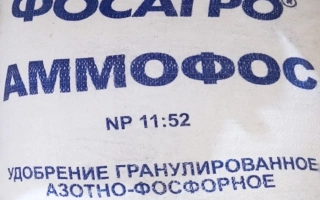 ФОСАГРО®
АММОФОС
NP 11:52
УДОБРЕНИЕ ГРАНУЛИРОВАННОЕ
АЗОТНО-ФОСФОРНОЕ